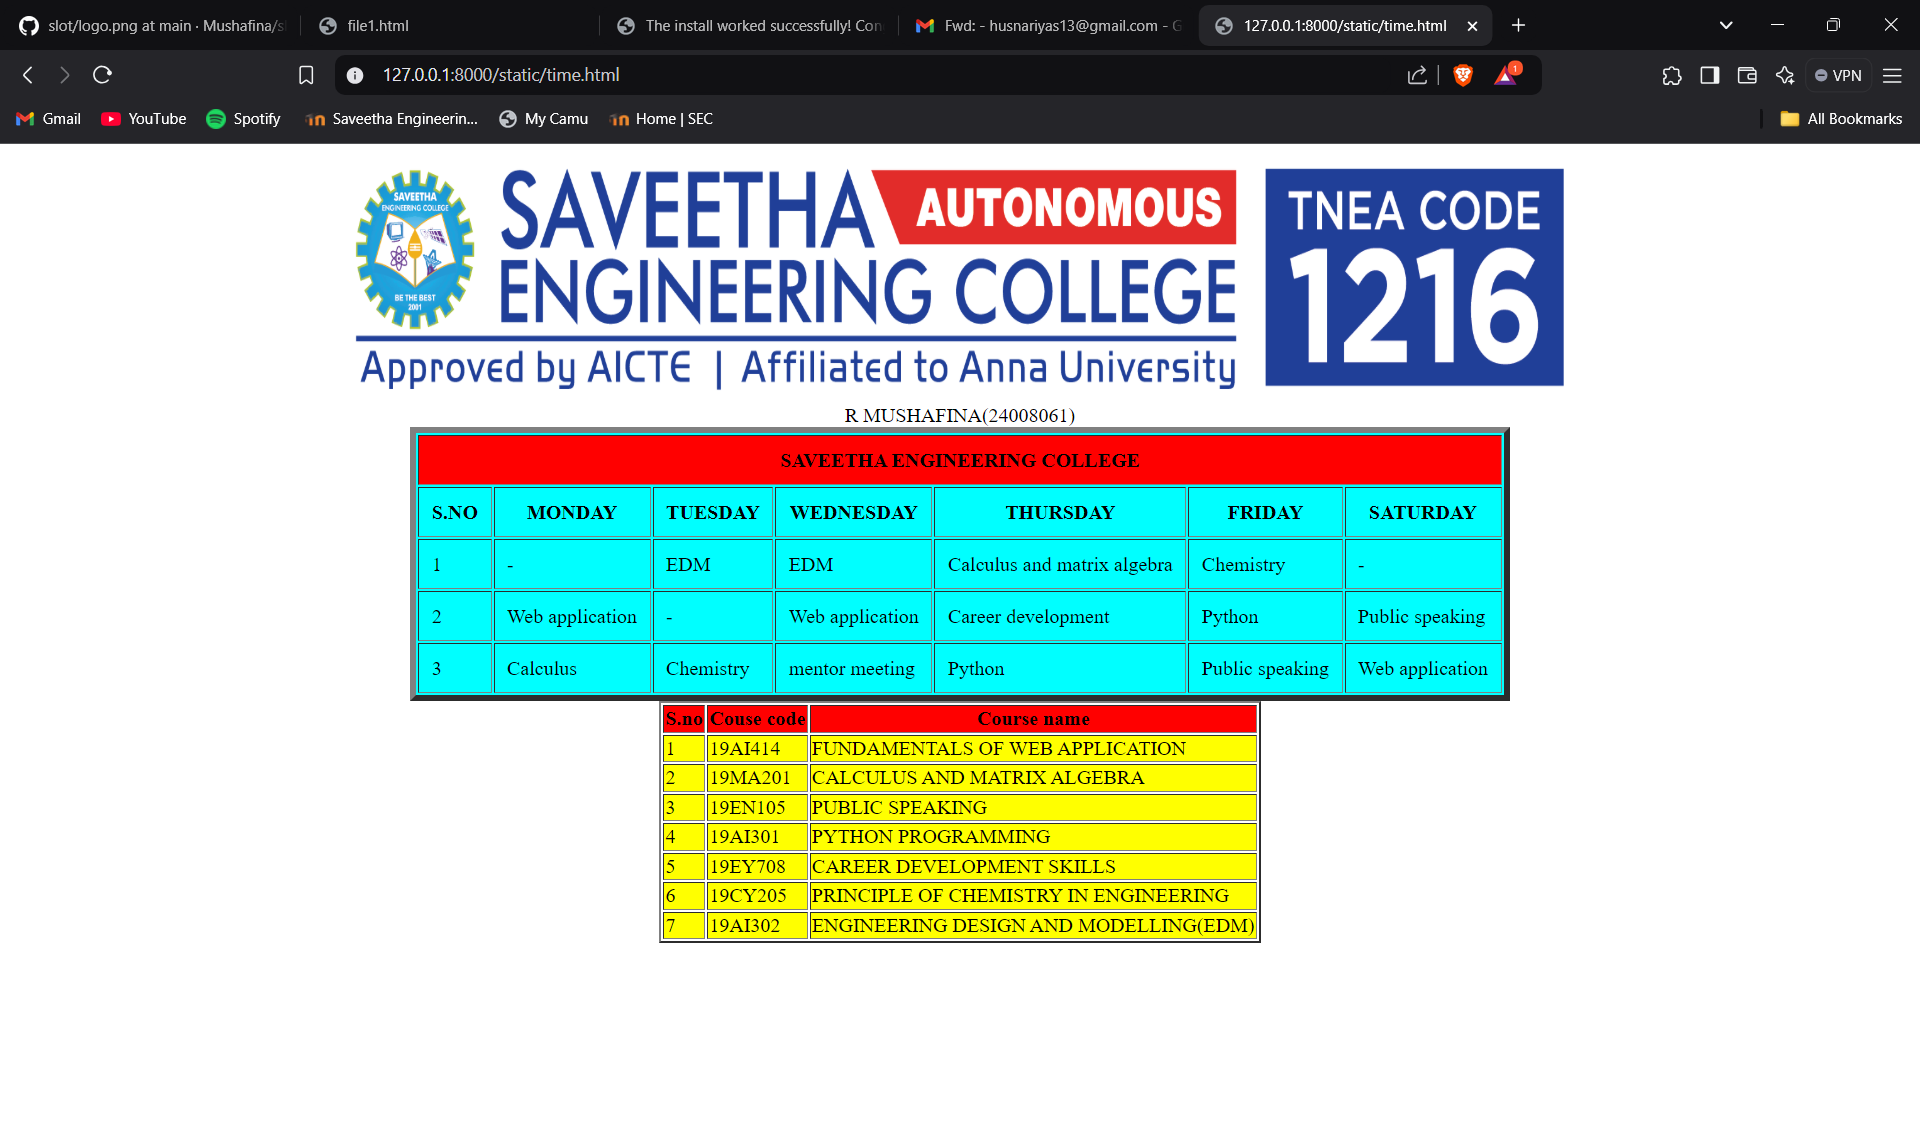 slot/logo.png at main · Mushafina/s
file1.html
The install worked successfully! Con
Fwd: - husnariyas13@gmail.com - G
127.0.0.1:8000/static/time.html
127.0.0.1:8000/static/time.html
1
VPN
Gmail
YouTube
Spotify
Saveetha Engineerin...
My Camu
Home | SEC
All Bookmarks
SAVEETHA
ENGINEERING COLLEGE
BE THE BEST
2001
SAVEETHA AUTONOMOUS
ENGINEERING COLLEGE
Approved by AICTE | Affiliated to Anna University
TNEA CODE
1216
R MUSHAFINA(24008061)
SAVEETHA ENGINEERING COLLEGE
S.NO MONDAY TUESDAY WEDNESDAY THURSDAY FRIDAY SATURDAY
1 - EDM EDM Calculus and matrix algebra Chemistry -
2 Web application - Web application Career development Python Public speaking
3 Calculus Chemistry mentor meeting Python Public speaking Web application
S.no Couse code Course name
1 19AI414 FUNDAMENTALS OF WEB APPLICATION
2 19MA201 CALCULUS AND MATRIX ALGEBRA
3 19EN105 PUBLIC SPEAKING
4 19AI301 PYTHON PROGRAMMING
5 19EY708 CAREER DEVELOPMENT SKILLS
6 19CY205 PRINCIPLE OF CHEMISTRY IN ENGINEERING
7 19AI302 ENGINEERING DESIGN AND MODELLING(EDM)